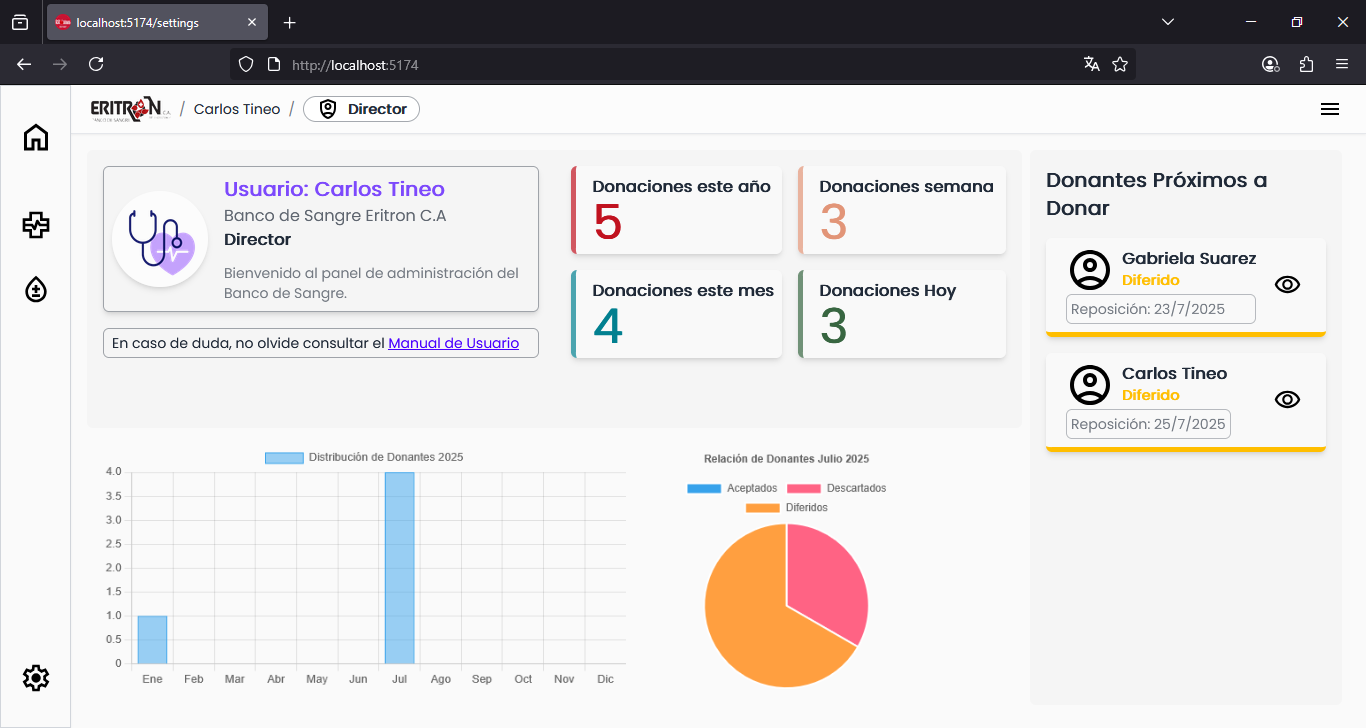 localhost:5174/settings
http://localhost:5174
ERITRON / Carlos Tineo / Director
Usuario: Carlos Tineo
Banco de Sangre Eritron C.A
Director
Bienvenido al panel de administración del
Banco de Sangre.
En caso de duda, no olvide consultar el Manual de Usuario
Donaciones este año
5
Donaciones semana
3
Donaciones este mes
4
Donaciones Hoy
3
Donantes Próximos a
Donar
Gabriela Suarez
Diferido
Reposición: 23/7/2025
Carlos Tineo
Diferido
Reposición: 25/7/2025
Distribución de Donantes 2025
4.0
3.5
3.0
2.5
2.0
1.5
1.0
0.5
0
Ene Feb Mar Abr May Jun Jul Ago Sep Oct Nov Dic
Relación de Donantes Julio 2025
Aceptados Descartados
Diferidos